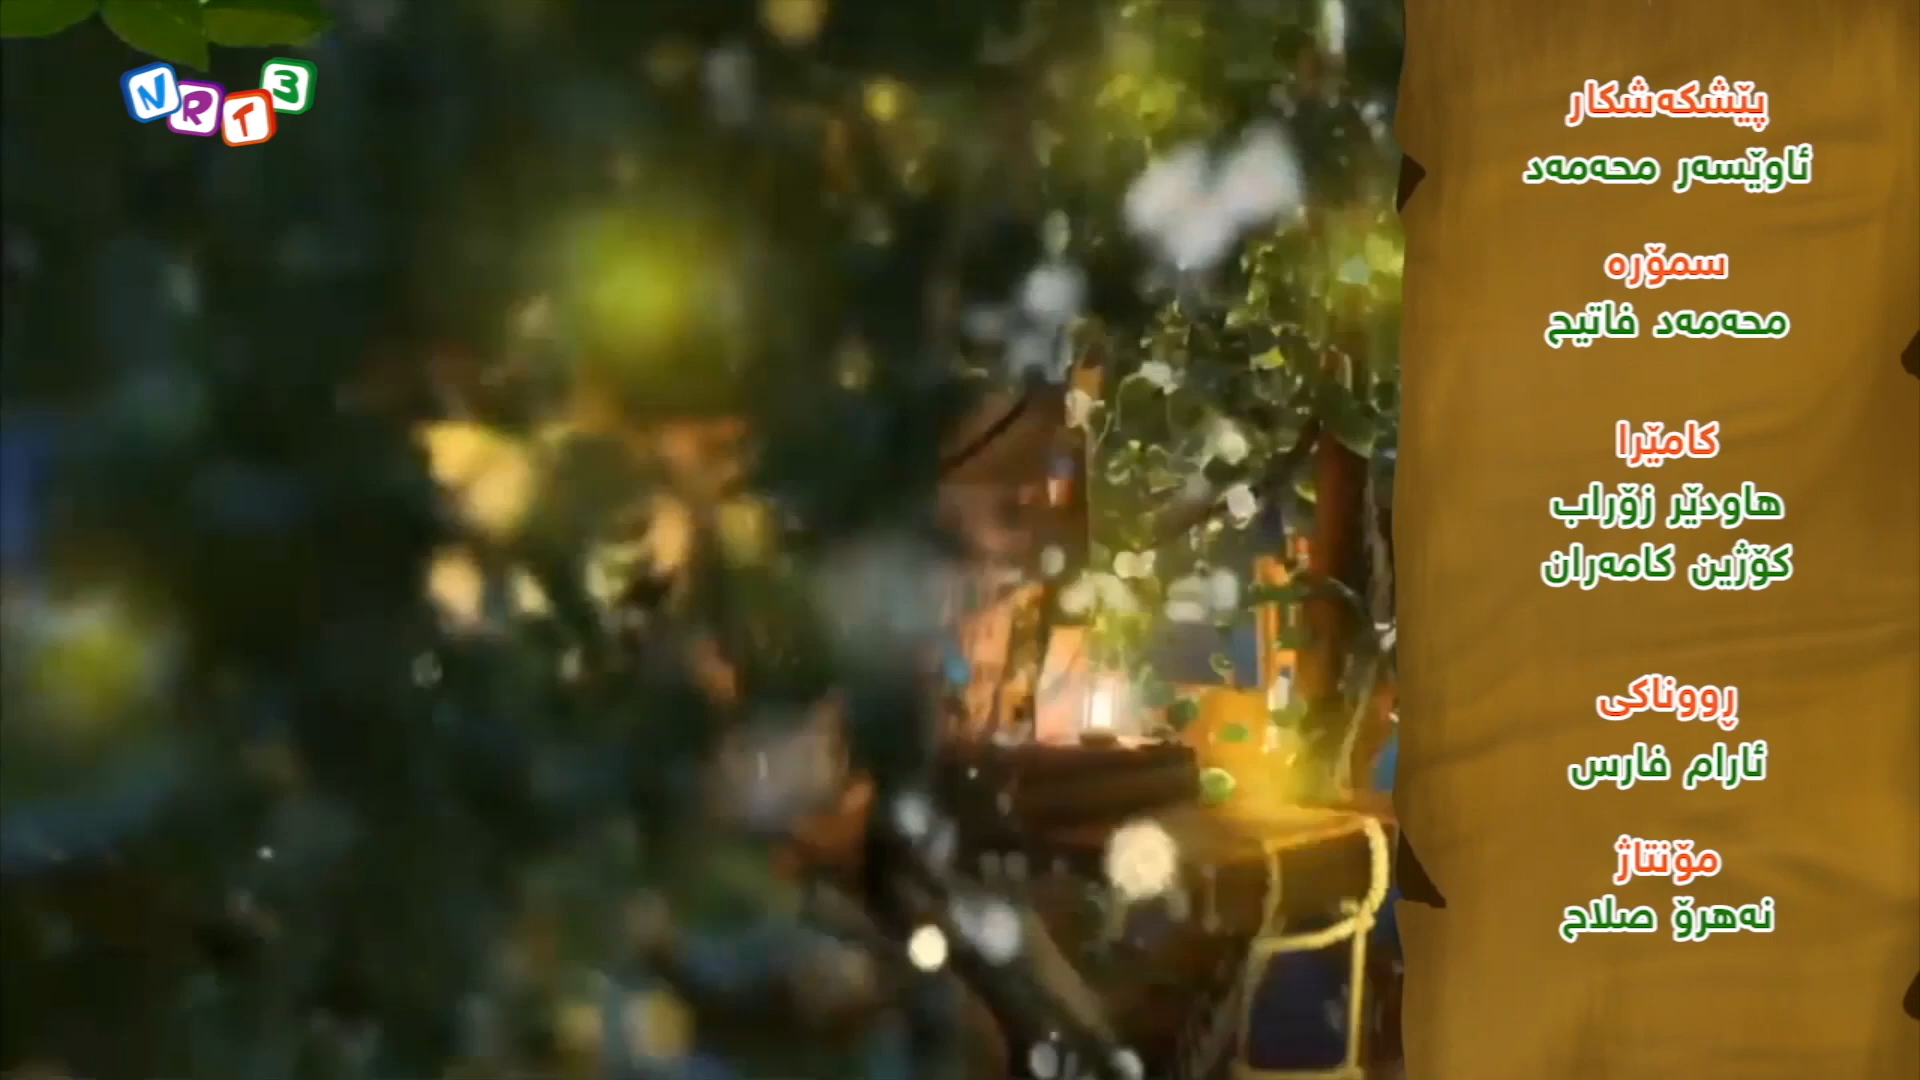 NRT3
پێشکەشکار
ئاوێسەر محەمەد
سمۆرە
محەمەد فاتیح
کامێرا
هاودێر زۆراب
کۆژین کامەران
ڕووناکی
ئارام فارس
مۆنتاژ
نەهرۆ صلاح